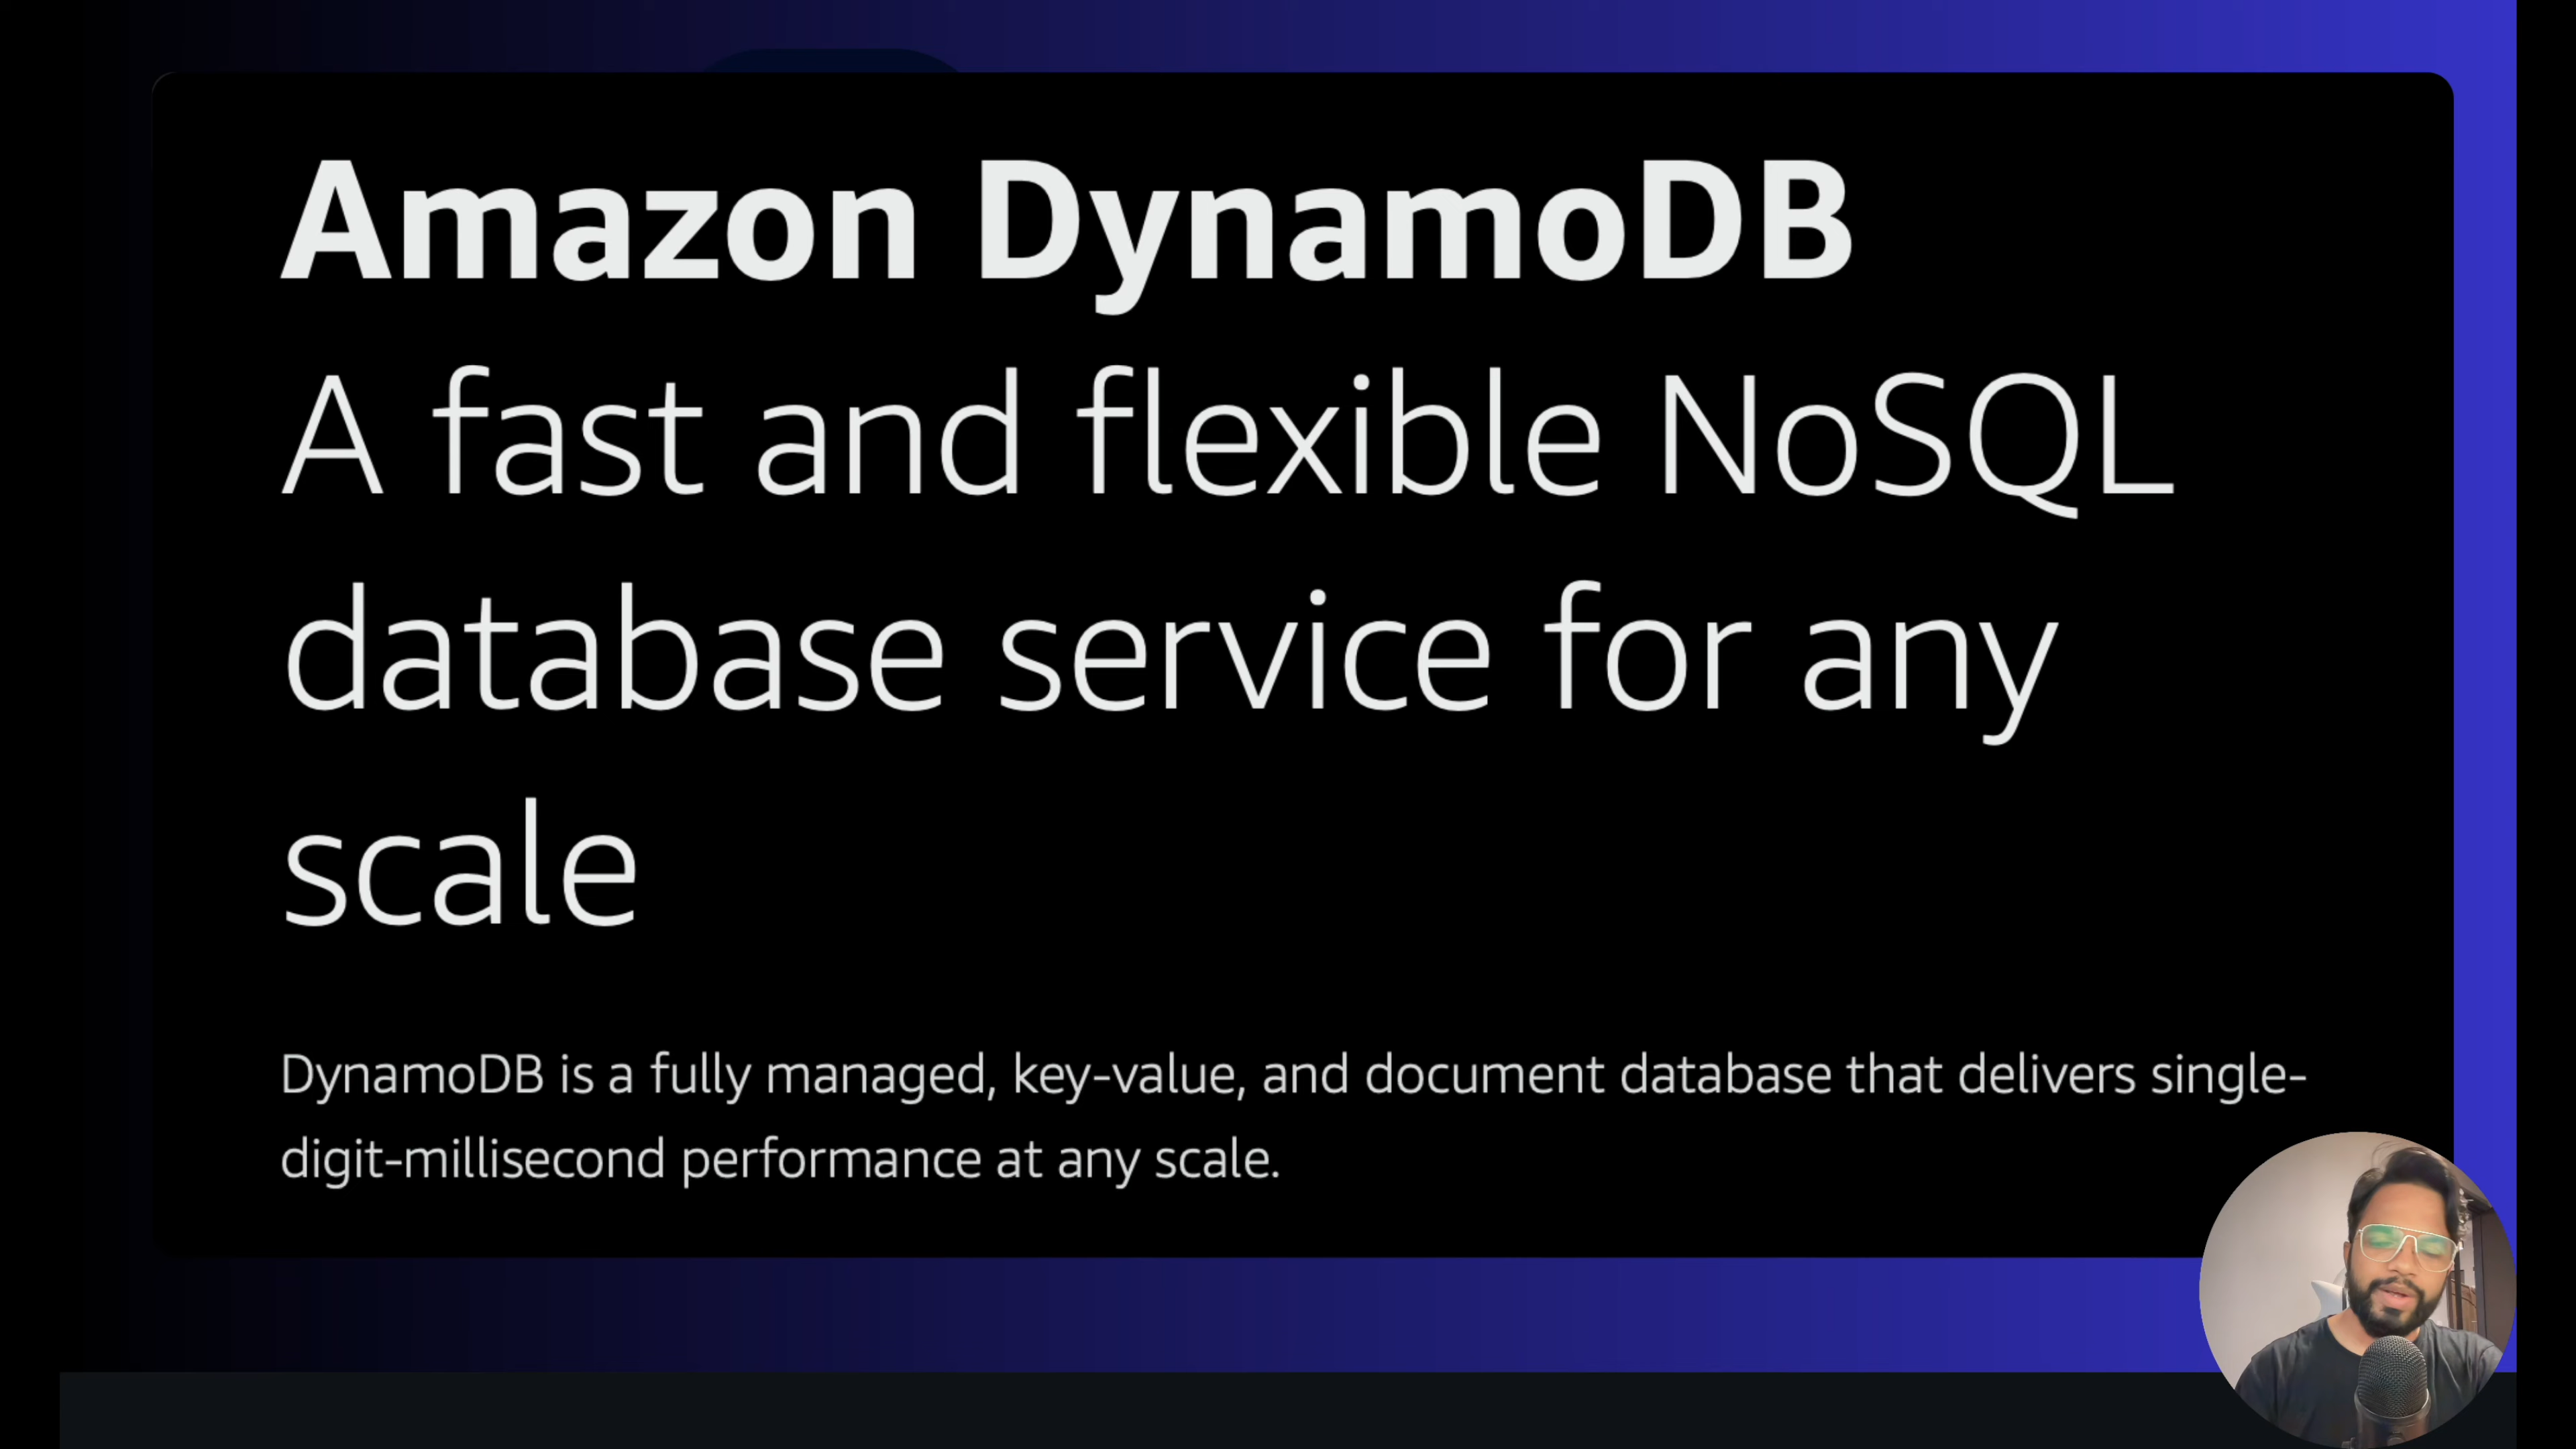 Amazon DynamoDB
A fast and flexible NoSQL
database service for any
scale
DynamoDB is a fully managed, key-value, and document database that delivers single-
digit-millisecond performance at any scale.